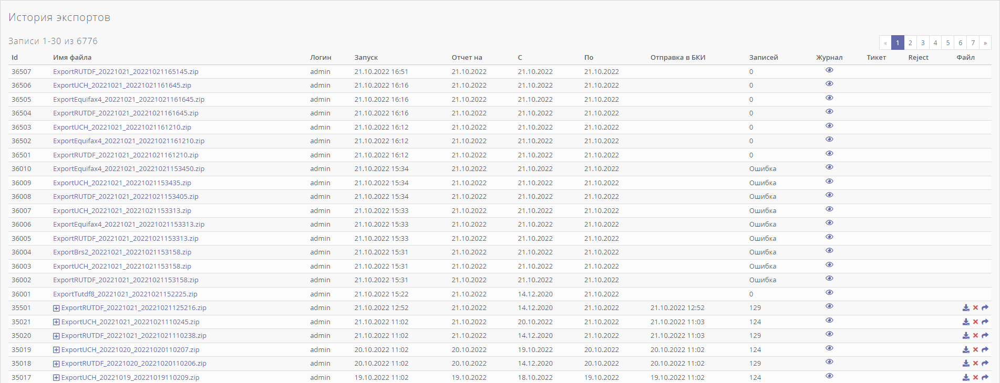 История экспортов
Записи 1-30 из 6776
« 1 2 3 4 5 6 7 »
Id Имя файла Логин Запуск Отчет на С По Отправка в БКИ Записей Журнал Тикет Reject Файл
36507 ExportRUTDF_20221021_20221021165145.zip admin 21.10.2022 16:51 21.10.2022 21.10.2022 21.10.2022 0
36506 ExportUCH_20221021_20221021161645.zip admin 21.10.2022 16:16 21.10.2022 21.10.2022 21.10.2022 0
36505 ExportEquifax4_20221021_20221021161645.zip admin 21.10.2022 16:16 21.10.2022 21.10.2022 21.10.2022 0
36504 ExportRUTDF_20221021_20221021161645.zip admin 21.10.2022 16:16 21.10.2022 21.10.2022 21.10.2022 0
36503 ExportUCH_20221021_20221021161210.zip admin 21.10.2022 16:12 21.10.2022 21.10.2022 21.10.2022 0
36502 ExportEquifax4_20221021_20221021161210.zip admin 21.10.2022 16:12 21.10.2022 21.10.2022 21.10.2022 0
36501 ExportRUTDF_20221021_20221021161210.zip admin 21.10.2022 16:12 21.10.2022 21.10.2022 21.10.2022 0
36010 ExportEquifax4_20221021_20221021153450.zip admin 21.10.2022 15:34 21.10.2022 21.10.2022 21.10.2022 Ошибка
36009 ExportUCH_20221021_20221021153435.zip admin 21.10.2022 15:34 21.10.2022 21.10.2022 21.10.2022 Ошибка
36008 ExportRUTDF_20221021_20221021153405.zip admin 21.10.2022 15:34 21.10.2022 21.10.2022 21.10.2022 Ошибка
36007 ExportUCH_20221021_20221021153313.zip admin 21.10.2022 15:33 21.10.2022 21.10.2022 21.10.2022 Ошибка
36006 ExportEquifax4_20221021_20221021153313.zip admin 21.10.2022 15:33 21.10.2022 21.10.2022 21.10.2022 Ошибка
36005 ExportRUTDF_20221021_20221021153313.zip admin 21.10.2022 15:33 21.10.2022 21.10.2022 21.10.2022 Ошибка
36004 ExportBrs2_20221021_20221021153158.zip admin 21.10.2022 15:31 21.10.2022 21.10.2022 21.10.2022 Ошибка
36003 ExportUCH_20221021_20221021153158.zip admin 21.10.2022 15:31 21.10.2022 21.10.2022 21.10.2022 Ошибка
36002 ExportRUTDF_20221021_20221021153158.zip admin 21.10.2022 15:31 21.10.2022 21.10.2022 21.10.2022 Ошибка
36001 ExportTutdf8_20221021_20221021152225.zip admin 21.10.2022 15:22 21.10.2022 14.12.2020 21.10.2022 0
35501 ExportRUTDF_20221021_20221021125216.zip admin 21.10.2022 12:52 21.10.2022 14.12.2020 21.10.2022 21.10.2022 12:52 129
35021 ExportUCH_20221021_20221021110245.zip admin 21.10.2022 11:02 21.10.2022 20.10.2022 21.10.2022 21.10.2022 11:03 124
35020 ExportRUTDF_20221021_20221021110238.zip admin 21.10.2022 11:02 21.10.2022 14.12.2020 21.10.2022 21.10.2022 11:03 129
35019 ExportUCH_20221020_20221020110207.zip admin 20.10.2022 11:02 20.10.2022 19.10.2022 20.10.2022 20.10.2022 11:02 124
35018 ExportRUTDF_20221020_20221020110206.zip admin 20.10.2022 11:02 20.10.2022 14.12.2020 20.10.2022 20.10.2022 11:02 129
35017 ExportUCH_20221019_20221019110209.zip admin 19.10.2022 11:02 19.10.2022 18.10.2022 19.10.2022 19.10.2022 11:02 124